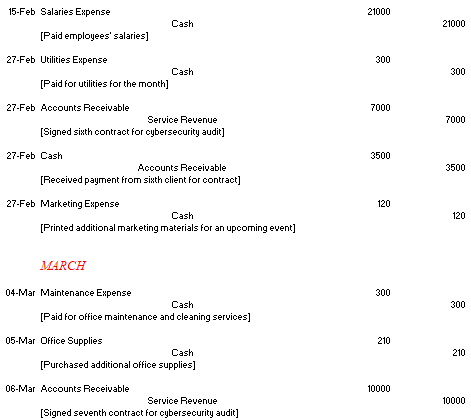 15-Feb Salaries Expense 21000
Cash 21000
[Paid employees' salaries]
27-Feb Utilities Expense 300
Cash 300
[Paid for utilities for the month]
27-Feb Accounts Receivable 7000
Service Revenue 7000
[Signed sixth contract for cybersecurity audit]
27-Feb Cash 3500
Accounts Receivable 3500
[Received payment from sixth client for contract]
27-Feb Marketing Expense 120
Cash 120
[Printed additional marketing materials for an upcoming event]
MARCH
04-Mar Maintenance Expense 300
Cash 300
[Paid for office maintenance and cleaning services]
05-Mar Office Supplies 210
Cash 210
[Purchased additional office supplies]
06-Mar Accounts Receivable 10000
Service Revenue 10000
[Signed seventh contract for cybersecurity audit]